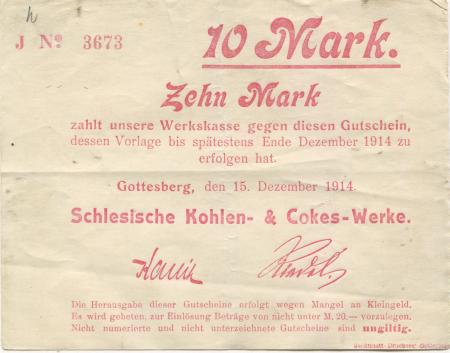 J Nº 3673
10 Mark.
Zehn Mark
zahlt unsere Werkskasse gegen diesen Gutschein,
dessen Vorlage bis spätestens Ende Dezember 1914 zu
erfolgen hat.
Gottesberg, den 15. Dezember 1914.
Schlesische Kohlen- & Cokes-Werke.
Die Herausgabe dieser Gutscheine erfolgt wegen Mangel an Kleingeld.
Es wird gebeten, zur Einlösung Beträge von nicht unter M. 20.— vorzulegen.
Nicht numerierte und nicht unterzeichnete Gutscheine sind ungiltig.